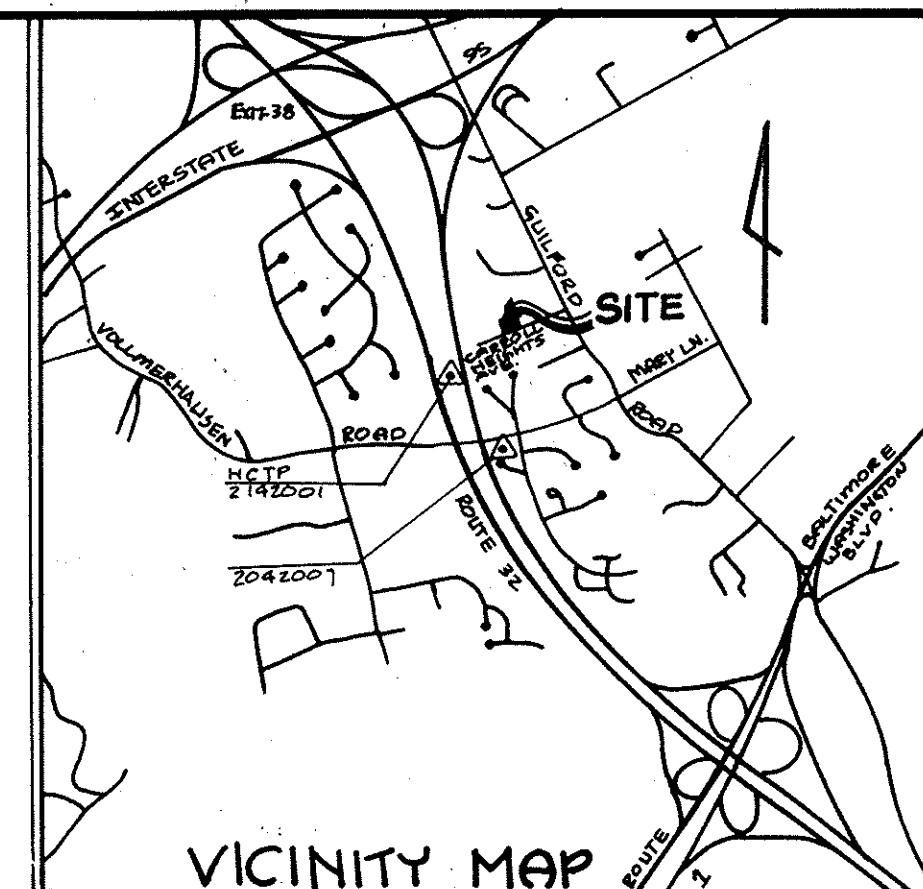 95
EXIT 38
INTERSTATE
GUILFORD
SITE
CARROLL
HEIGHTS
AVE.
MARY LN.
VOLLMERHAUSEN
ROAD
ROAD
HCTP
2142001
2042007
ROUTE 32
BALTIMORE
WASHINGTON
BLVD.
VICINITY MAP
ROUTE 1